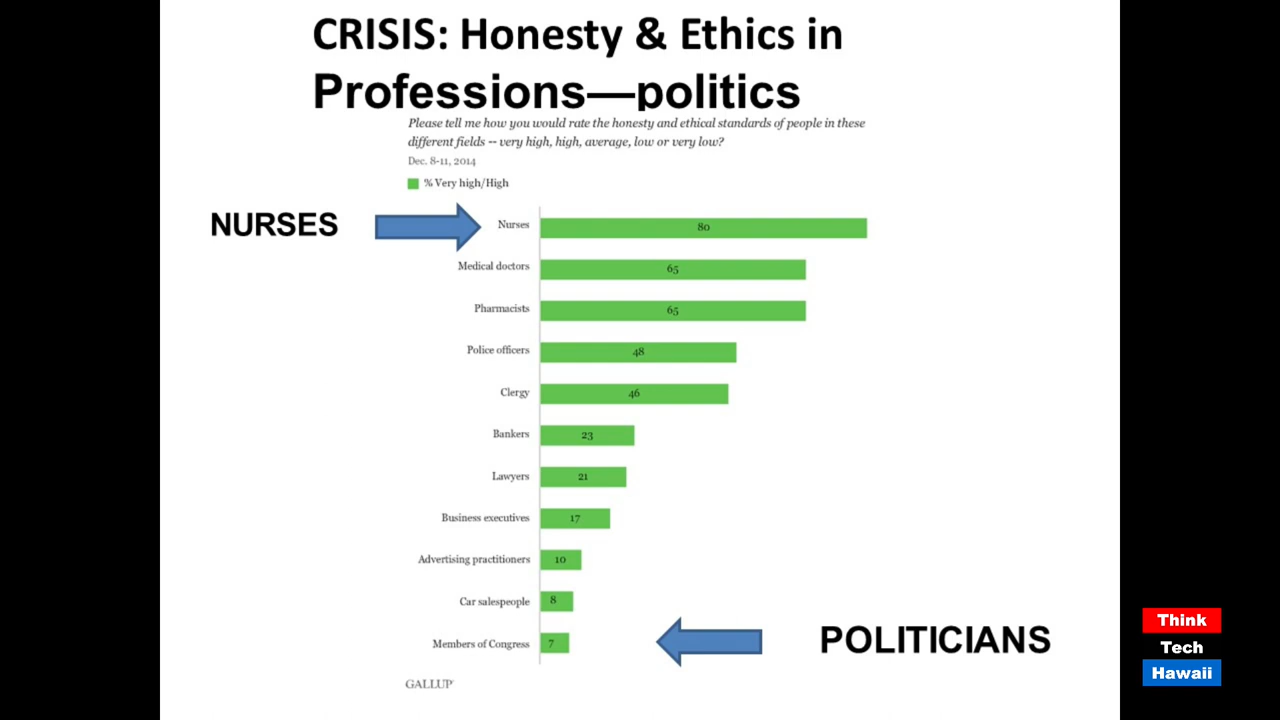 CRISIS: Honesty & Ethics in
Professions—politics
Please tell me how you would rate the honesty and ethical standards of people in these
different fields -- very high, high, average, low or very low?
Dec. 8-11, 2014
% Very high/High
NURSES
Nurses 80
Medical doctors 65
Pharmacists 65
Police officers 48
Clergy 46
Bankers 23
Lawyers 21
Business executives 17
Advertising practitioners 10
Car salespeople 8
Members of Congress 7
POLITICIANS
GALLUP
Think
Tech
Hawaii